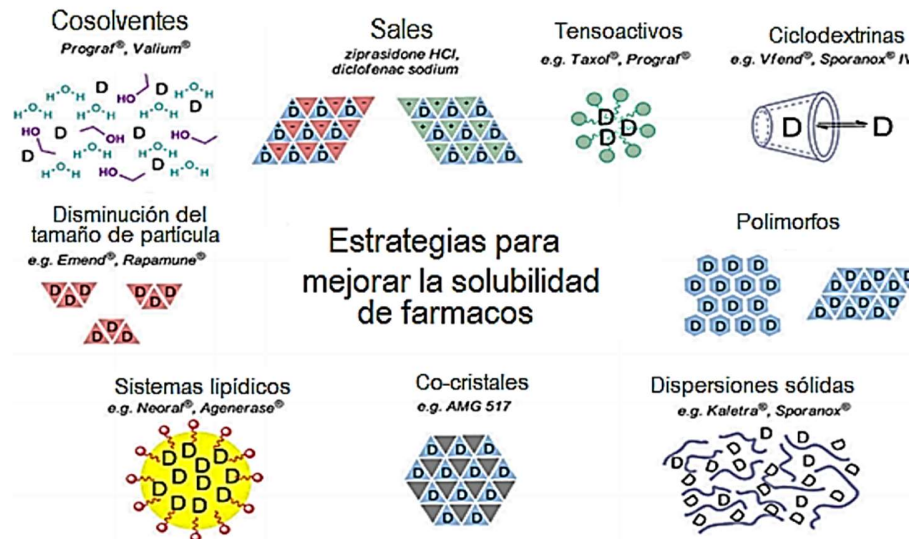 Cosolventes
Prograf®, Valium®
Sales
ziprasidone HCl,
diclofenac sodium
Tensoactivos
e.g. Taxol®, Prograf®
Ciclodextrinas
e.g. Vfend®, Sporanox® IV
D
D
Disminución del
tamaño de partícula
e.g. Emend®, Rapamune®
Estrategias para
mejorar la solubilidad
de farmacos
Polimorfos
Sistemas lipídicos
e.g. Neoral®, Agenerase®
Co-cristales
e.g. AMG 517
Dispersiones sólidas
e.g. Kaletra®, Sporanox®